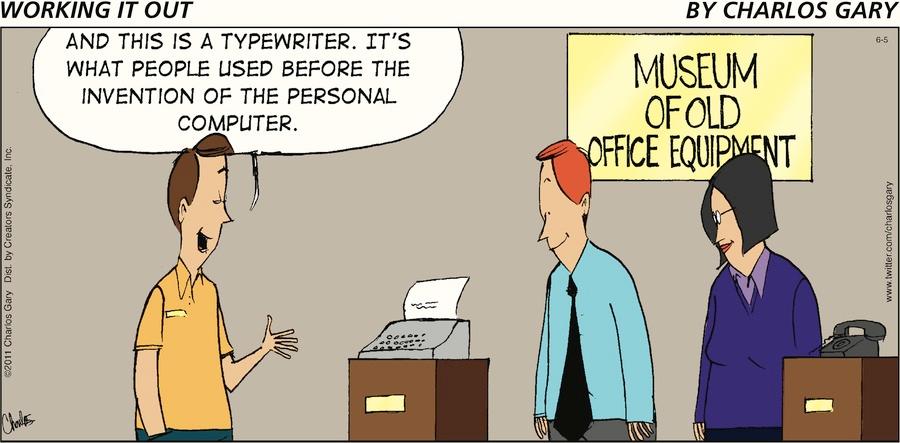 WORKING IT OUT
BY CHARLOS GARY
AND THIS IS A TYPEWRITER. IT'S
WHAT PEOPLE USED BEFORE THE
INVENTION OF THE PERSONAL
COMPUTER.
MUSEUM
OF OLD
OFFICE EQUIPMENT
6-5
©2011 Charlos Gary Dist. by Creators Syndicate, Inc.
www.twitter.com/charlosgary
Charlos